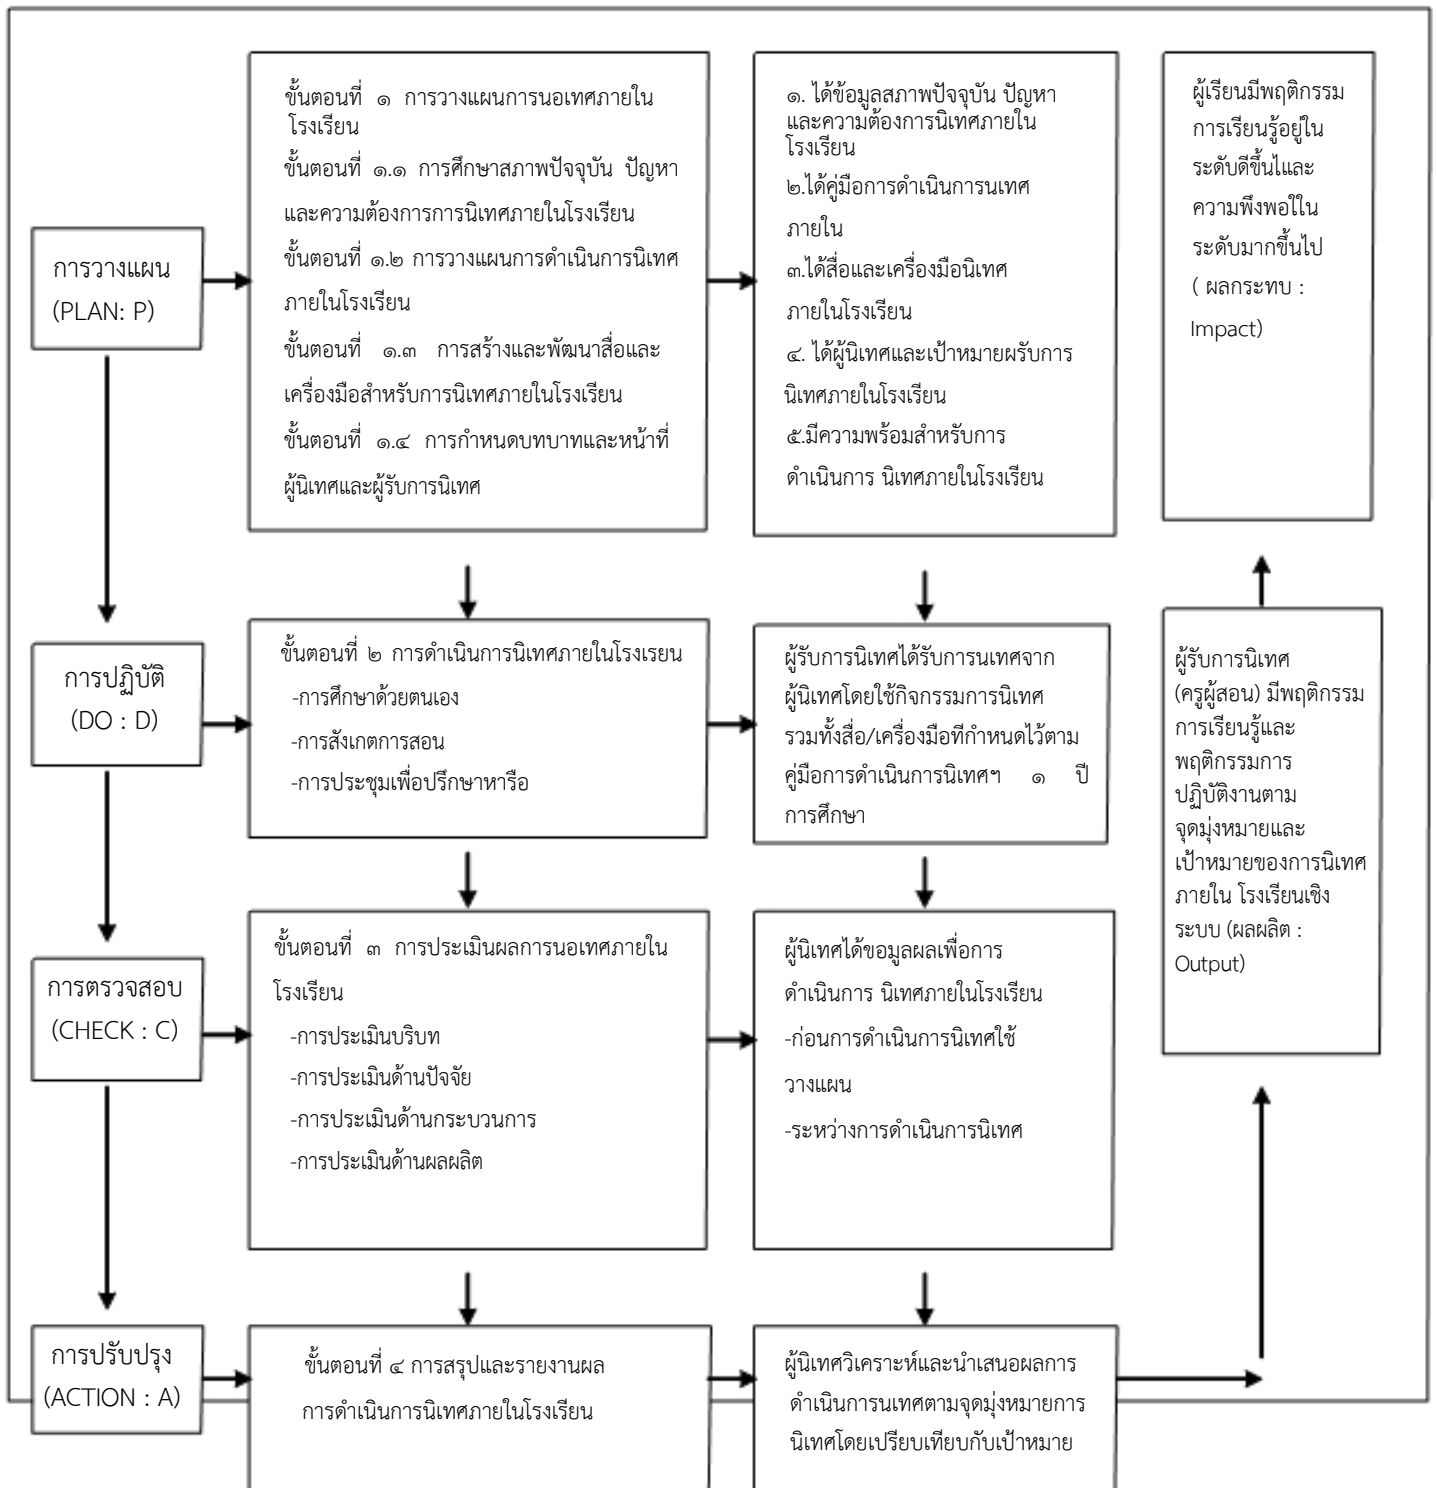 การวางแผน
(PLAN: P)
ขั้นตอนที่ ๑ การวางแผนการนอเทศภายใน
โรงเรียน
ขั้นตอนที่ ๑.๑ การศึกษาสภาพปัจจุบัน ปัญหา
และความต้องการการนิเทศภายในโรงเรียน
ขั้นตอนที่ ๑.๒ การวางแผนการดำเนินการนิเทศ
ภายในโรงเรียน
ขั้นตอนที่ ๑.๓ การสร้างและพัฒนาสื่อและ
เครื่องมือสำหรับการนิเทศภายในโรงเรียน
ขั้นตอนที่ ๑.๔ การกำหนดบทบาทและหน้าที่
ผู้นิเทศและผู้รับการนิเทศ
๑. ได้ข้อมูลสภาพปัจจุบัน ปัญหา
และความต้องการนิเทศภายใน
โรงเรียน
๒.ได้คู่มือการดำเนินการนเทศ
ภายใน
๓.ได้สื่อและเครื่องมือนิเทศ
ภายในโรงเรียน
๔. ได้ผู้นิเทศและเป้าหมายผรับการ
นิเทศภายในโรงเรียน
๕.มีความพร้อมสำหรับการ
ดำเนินการ นิเทศภายในโรงเรียน
ผู้เรียนมีพฤติกรรม
การเรียนรู้อยู่ใน
ระดับดีขึ้นไแและ
ความพึงพอใใน
ระดับมากขึ้นไป
( ผลกระทบ :
Impact)
การปฏิบัติ
(DO : D)
ขั้นตอนที่ ๒ การดำเนินการนิเทศภายในโรงเรยน
-การศึกษาด้วยตนเอง
-การสังเกตการสอน
-การประชุมเพื่อปรึกษาหารือ
ผู้รับการนิเทศได้รับการนเทศจาก
ผู้นิเทศโดยใช้กิจกรรมการนิเทศ
รวมทั้งสื่อ/เครื่องมือทีกำหนดไว้ตาม
คู่มือการดำเนินการนิเทศฯ ๑ ปี
การศึกษา
ผู้รับการนิเทศ
(ครูผู้สอน) มีพฤติกรรม
การเรียนรู้และ
พฤติกรรมการ
ปฏิบัติงานตาม
จุดมุ่งหมายและ
เป้าหมายของการนิเทศ
ภายใน โรงเรียนเชิง
ระบบ (ผลผลิต :
Output)
การตรวจสอบ
(CHECK : C)
ขั้นตอนที่ ๓ การประเมินผลการนอเทศภายใน
โรงเรียน
-การประเมินบริบท
-การประเมินด้านปัจจัย
-การประเมินด้านกระบวนการ
-การประเมินด้านผลผลิต
ผู้นิเทศได้ขอมูลผลเพื่อการ
ดำเนินการ นิเทศภายในโรงเรียน
-ก่อนการดำเนินการนิเทศใช้
วางแผน
-ระหว่างการดำเนินการนิเทศ
การปรับปรุง
(ACTION : A)
ขั้นตอนที่ ๔ การสรุปและรายงานผล
การดำเนินการนิเทศภายในโรงเรียน
ผู้นิเทศวิเคราะห์และนำเสนอผลการ
ดำเนินการนเทศตามจุดมุ่งหมายการ
นิเทศโดยเปรียบเทียบกับเป้าหมาย